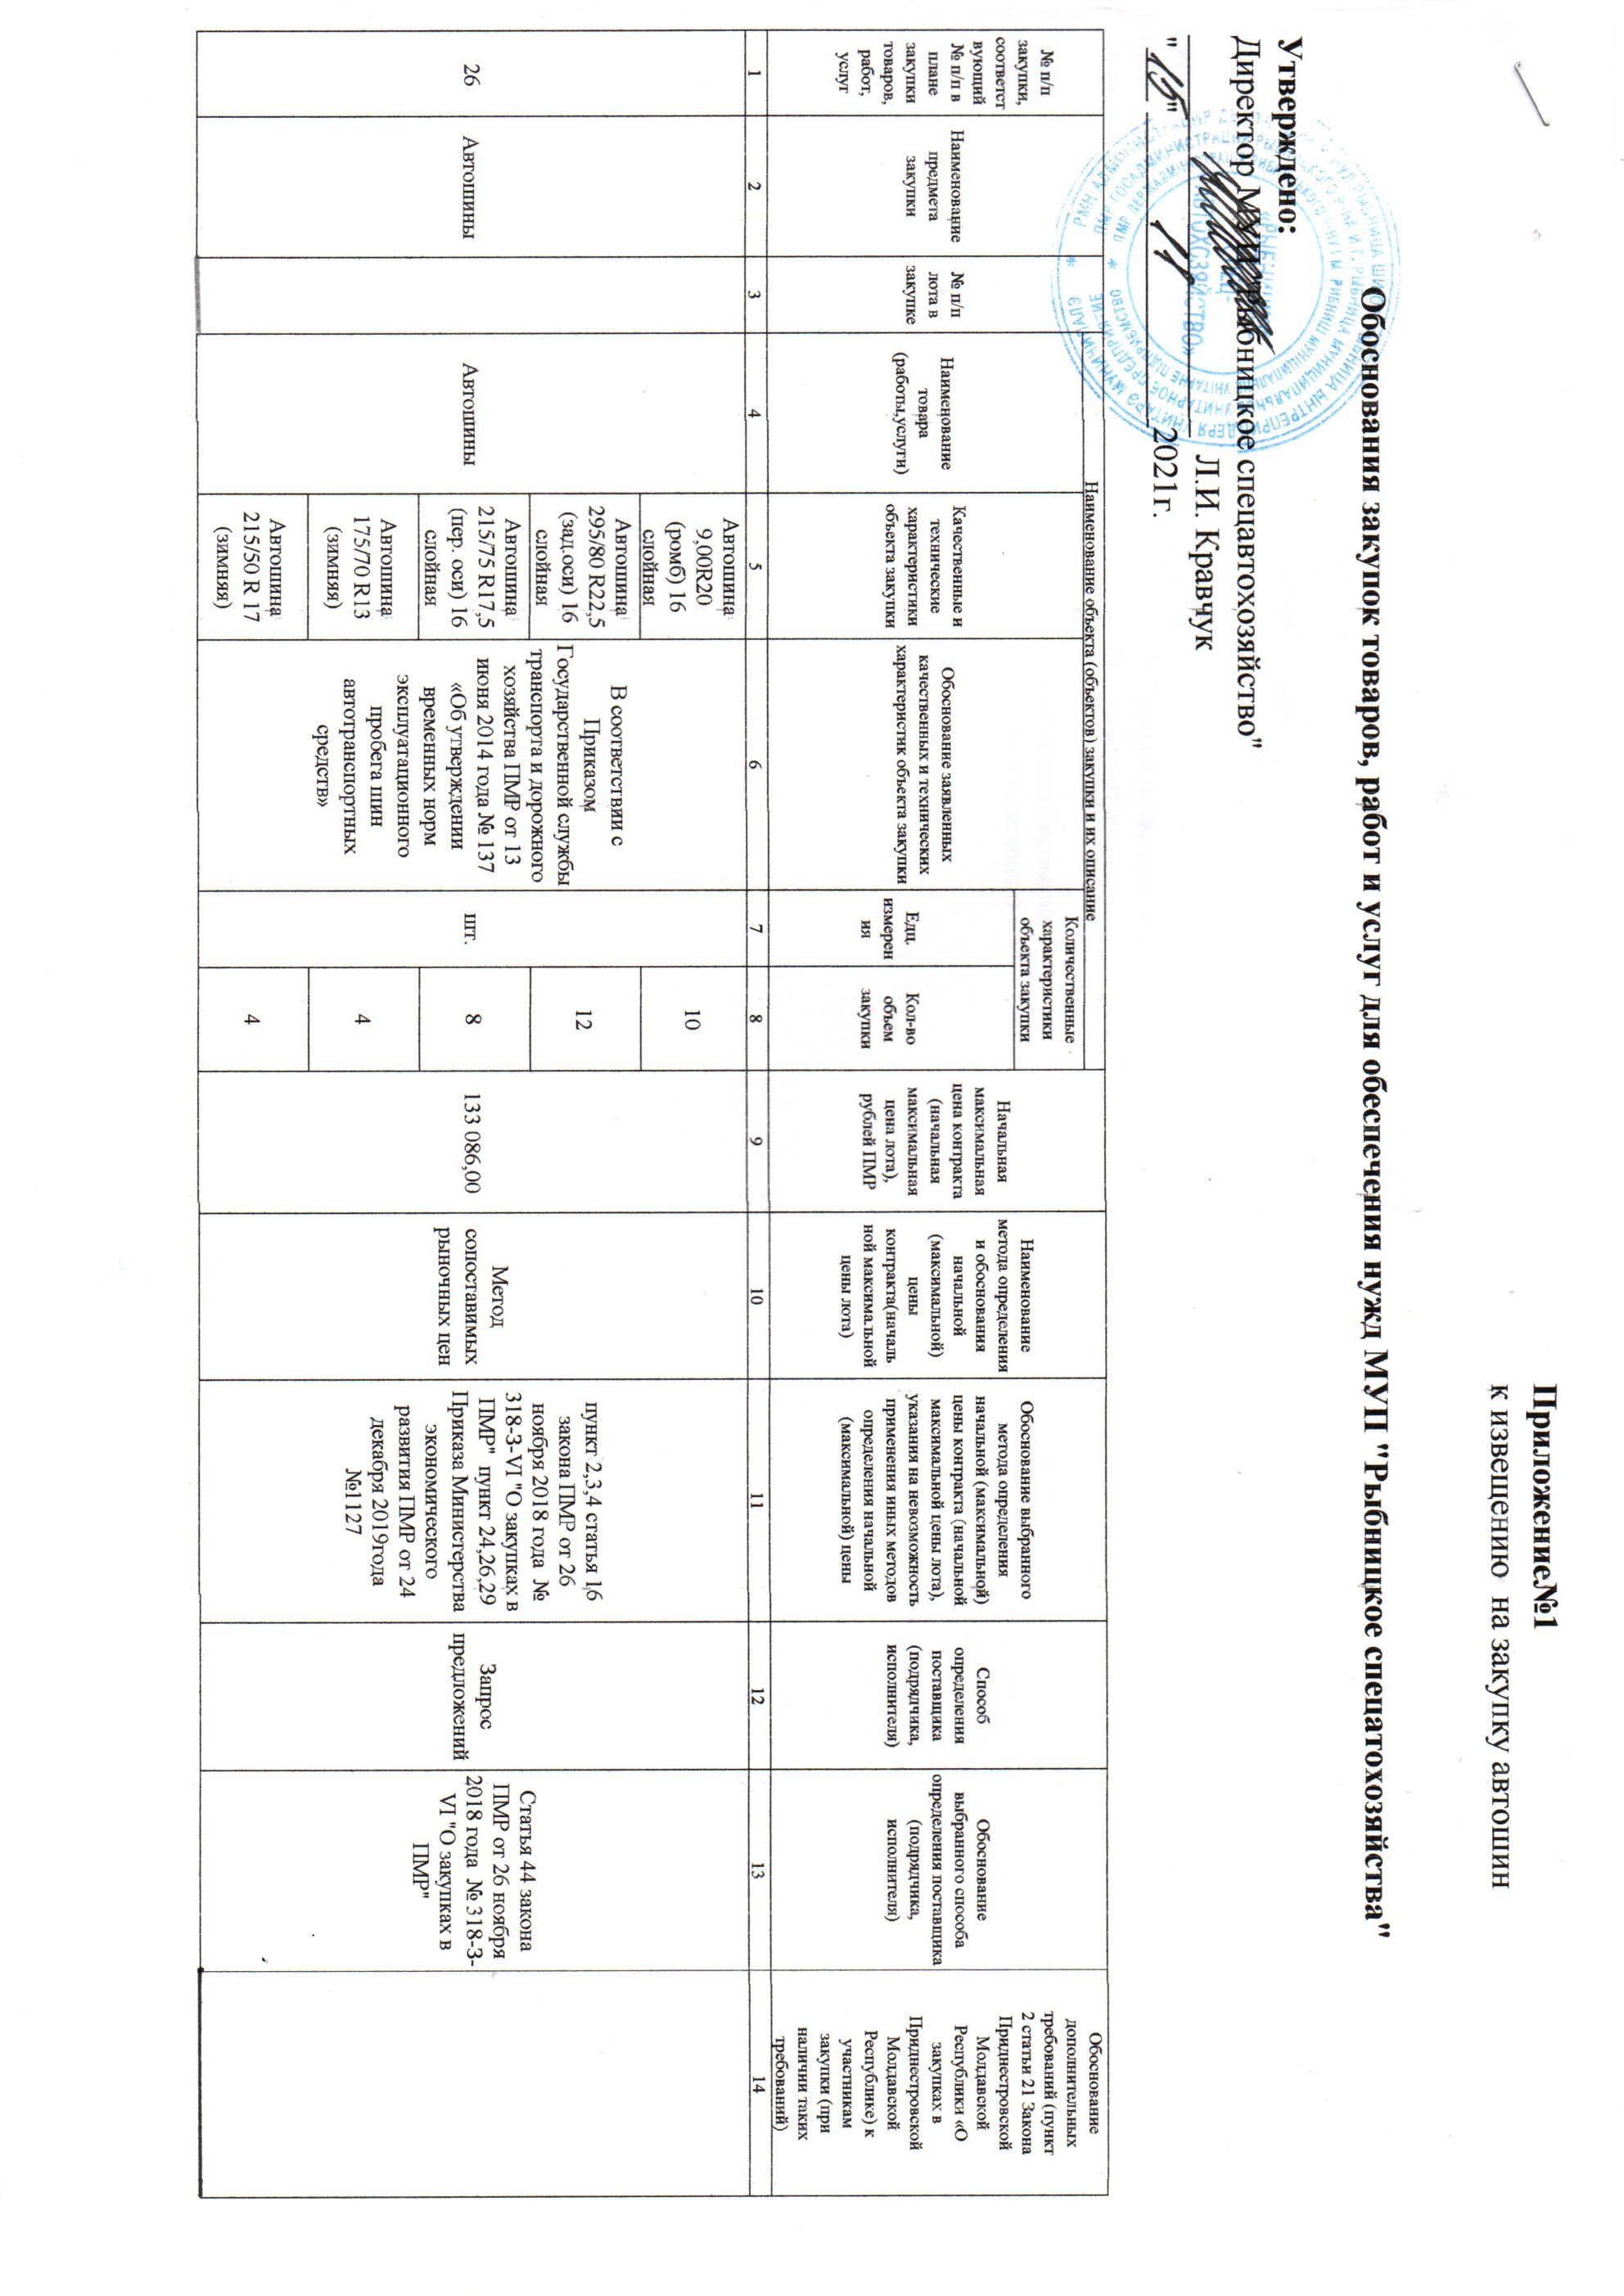 Приложение№1
к извещению на закупку автошин
Обоснования закупок товаров, работ и услуг для обеспечения нужд МУП "Рыбницкое спецатохозяйства"
Утверждено:
Директор МУП "Рыбницкое спецавтохозяйство"
Л.И. Кравчук
"15" 11 2021г.
№ п/п
закупки,
соответст
вующий
№ п/п в
плане
закупки
товаров,
работ,
услуг
Наименование
предмета
закупки
№ п/п
лота в
закупке
Наименование объекта (объектов) закупки и их описание
Наименование
товара
(работы,услуги)
Качественные и
технические
характеристики
объекта закупки
Обоснование заявленных
качественных и технических
характеристик объекта закупки
Количественные
характеристики
объекта закупки
Едц.
измерен
ия
Кол-во
объем
закупки
Начальная
максимальная
цена контракта
(начальная
максимальная
цена лота),
рублей ПМР
Наименование
метода определения
и обоснования
начальной
(максимальной)
цены
контракта(началь
ной максимальной
цены лота)
Обоснование выбранного
метода определения
начальной (максимальной)
цены контракта (начальной
максимальной цены лота),
указания на невозможность
применения иных методов
определения начальной
(максимальной) цены
Способ
определения
поставщика
(подрядчика,
исполнителя)
Обоснование
выбранного способа
определения поставщика
(подрядчика,
исполнителя)
Обоснование
дополнительных
требований (пункт
2 статьи 21 Закона
Приднестровской
Молдавской
Республики «О
закупках в
Приднестровской
Молдавской
Республике) к
участникам
закупки (при
наличии таких
требований)
1 2 3 4 5 6 7 8 9 10 11 12 13 14
26
Автошины
Автошины
Автошина
9,00R20
(ромб) 16
слойная
Автошина
295/80 R22,5
(зад.оси) 16
слойная
Автошина
215/75 R17,5
(пер. оси) 16
слойная
Автошина
175/70 R13
(зимняя)
Автошина
215/50 R 17
(зимняя)
В соответствии с
Приказом
Государственной службы
транспорта и дорожного
хозяйства ПМР от 13
июня 2014 года № 137
«Об утверждении
временных норм
эксплуатационного
пробега шин
автотранспортных
средств»
шт.
10
12
8
4
4
133 086,00
Метод
сопоставимых
рыночных цен
пункт 2,3,4 статья 16
закона ПМР от 26
ноября 2018 года №
318-З-VI "О закупках в
ПМР" пункт 24,26,29
Приказа Министерства
экономического
развития ПМР от 24
декабря 2019года
№1127
Запрос
предложений
Статья 44 закона
ПМР от 26 ноября
2018 года № 318-З-
VI "О закупках в
ПМР"